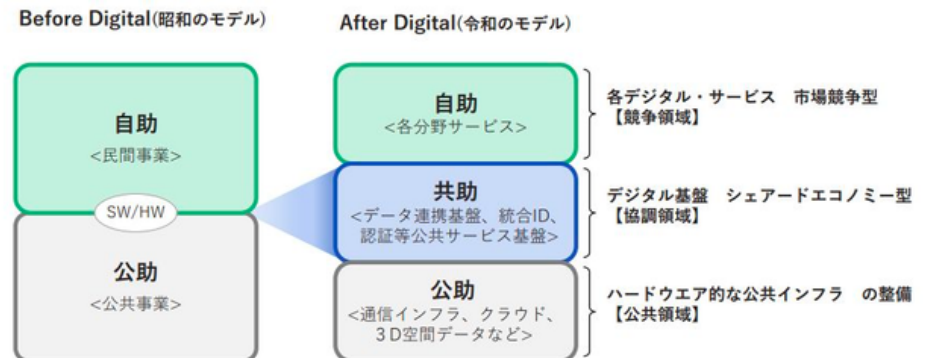 Before Digital(昭和のモデル)
自助
<民間事業>
SW/HW
公助
<公共事業>
After Digital(令和のモデル)
自助
<各分野サービス>
共助
<データ連携基盤、統合ID、
認証等公共サービス基盤>
公助
<通信インフラ、クラウド、
３D空間データなど>
各デジタル・サービス　市場競争型
【競争領域】
デジタル基盤　シェアードエコノミー型
【協調領域】
ハードウエア的な公共インフラ　の整備
【公共領域】